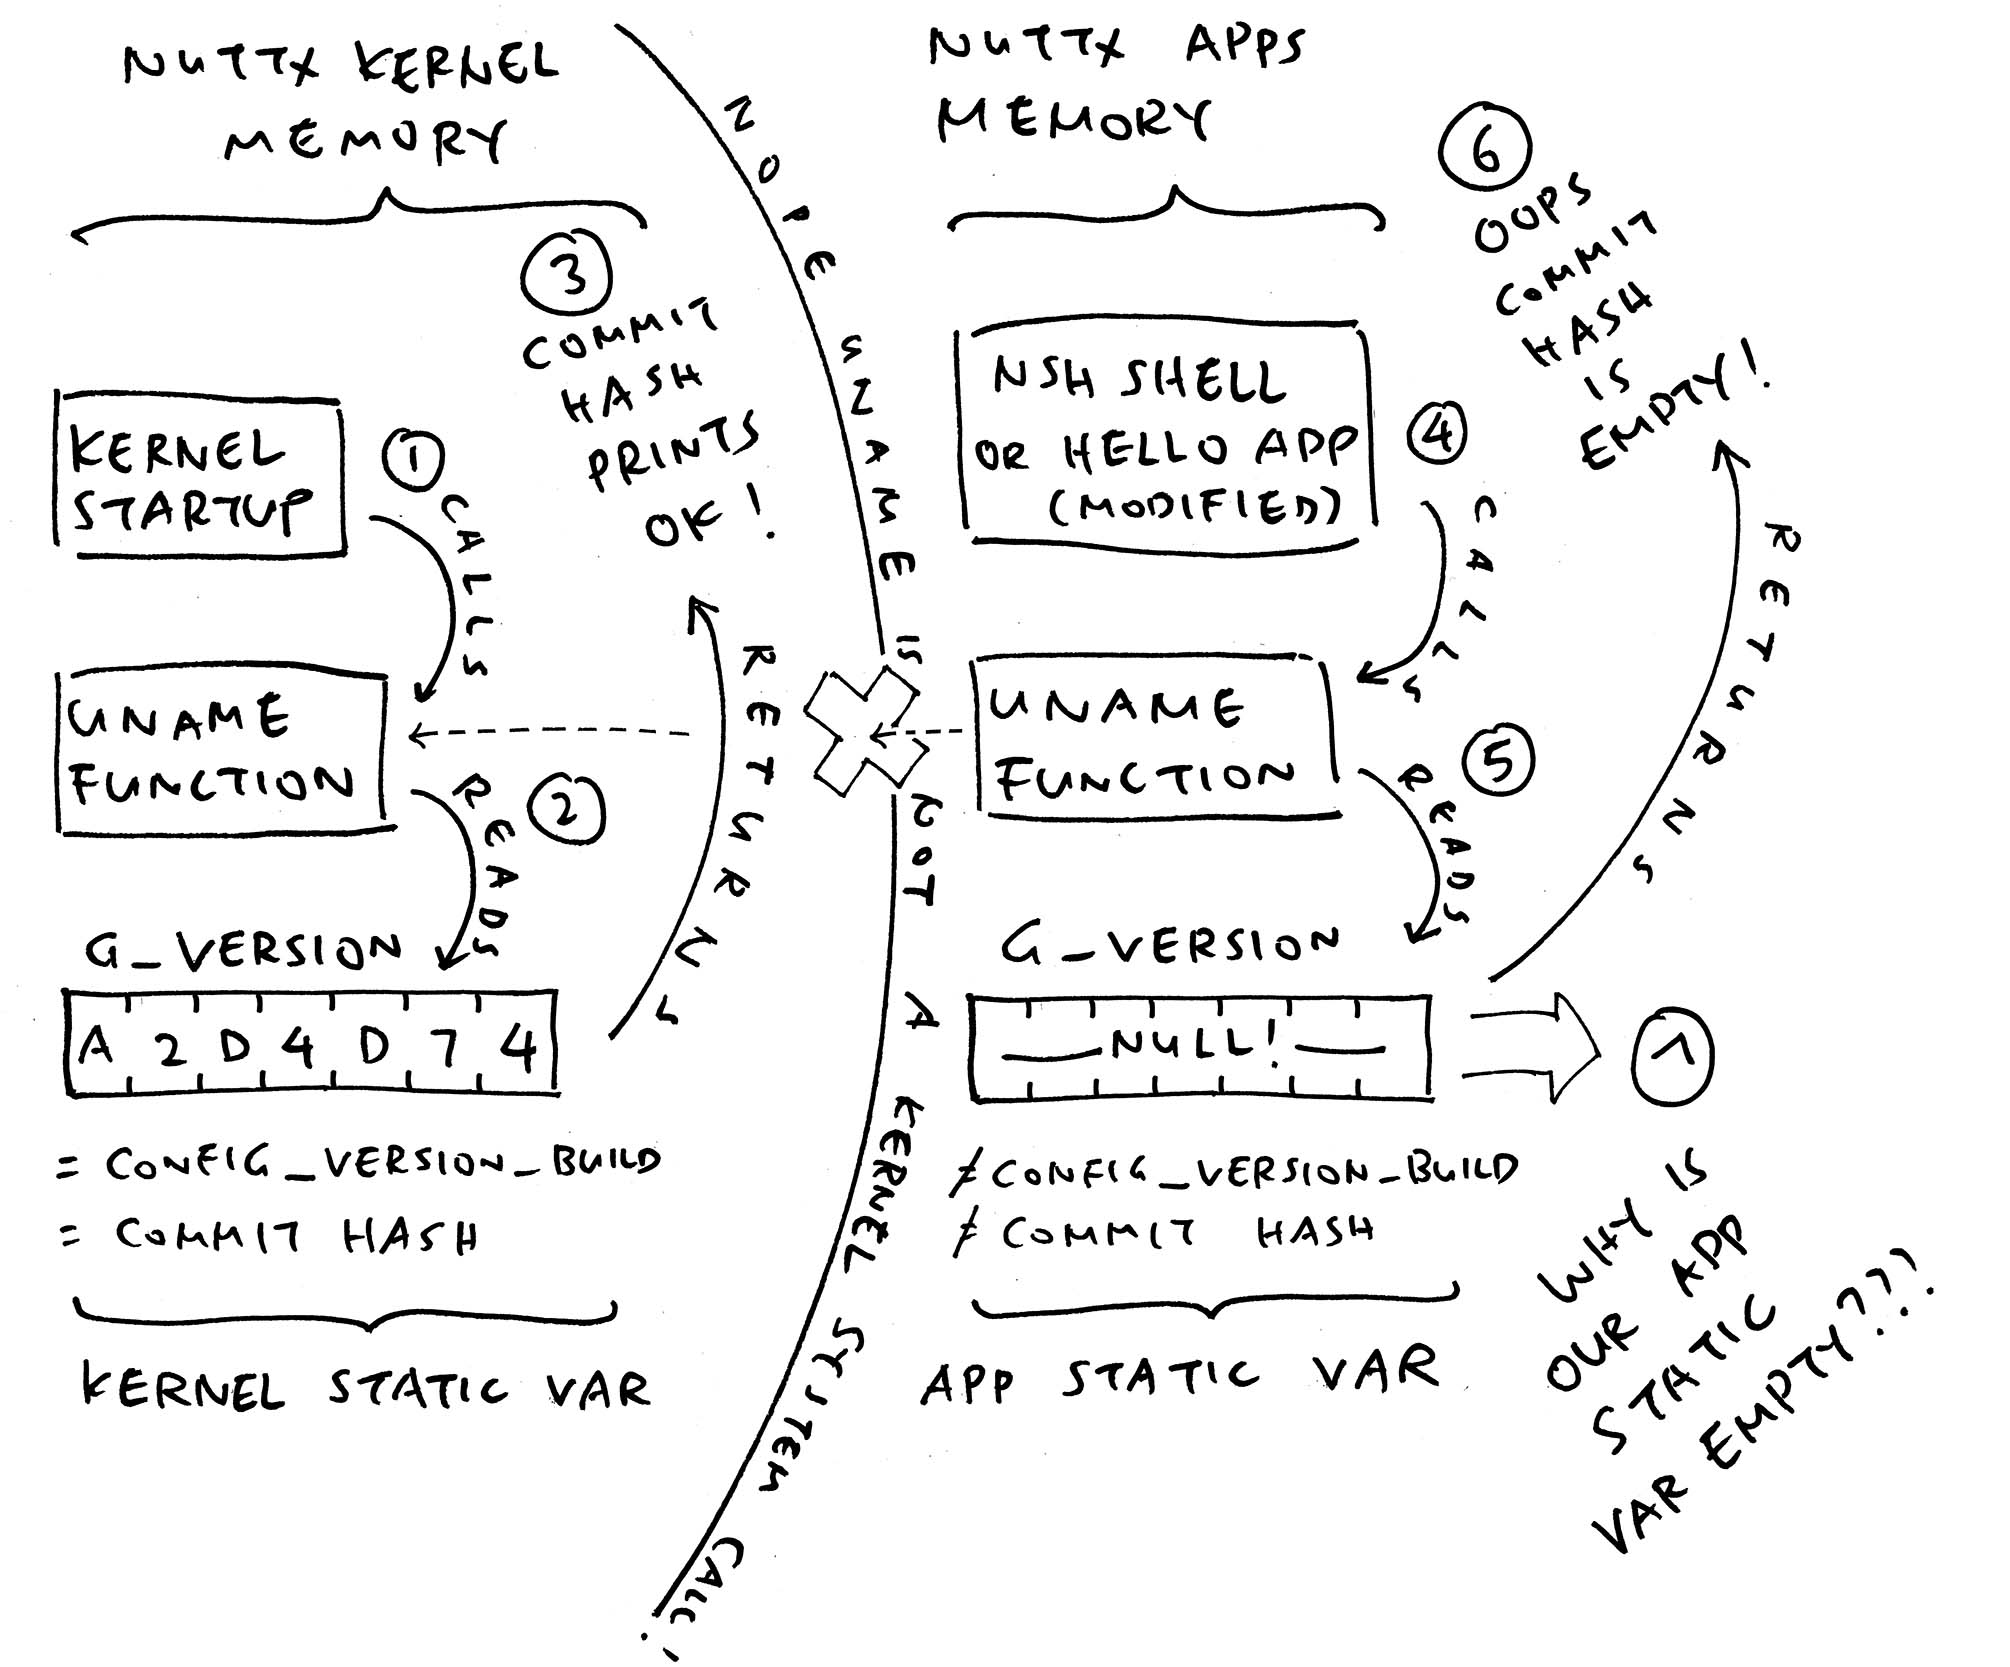 NUTTX KERNEL
MEMORY
3
COMMIT
HASH
PRINTS
OK!
KERNEL
STARTUP
1
CALLS
UNAME
FUNCTION
READS
2
RETURNS
G_VERSION
A 2 D 4 D 7 4
= CONFIG_VERSION_BUILD
= COMMIT HASH
KERNEL STATIC VAR
NOPE UNAME IS NOT A KERNEL SYSTEM CALL!
NUTTX APPS
MEMORY
6
OOPS
COMMIT
HASH
IS
EMPTY!
NSH SHELL
OR HELLO APP
(MODIFIED)
4
CALLS
UNAME
FUNCTION
5
READS
RETURNS
G_VERSION
NULL!
≠ CONFIG_VERSION_BUILD
≠ COMMIT HASH
APP STATIC VAR
7
WHY IS
OUR APP
STATIC
VAR EMPTY???